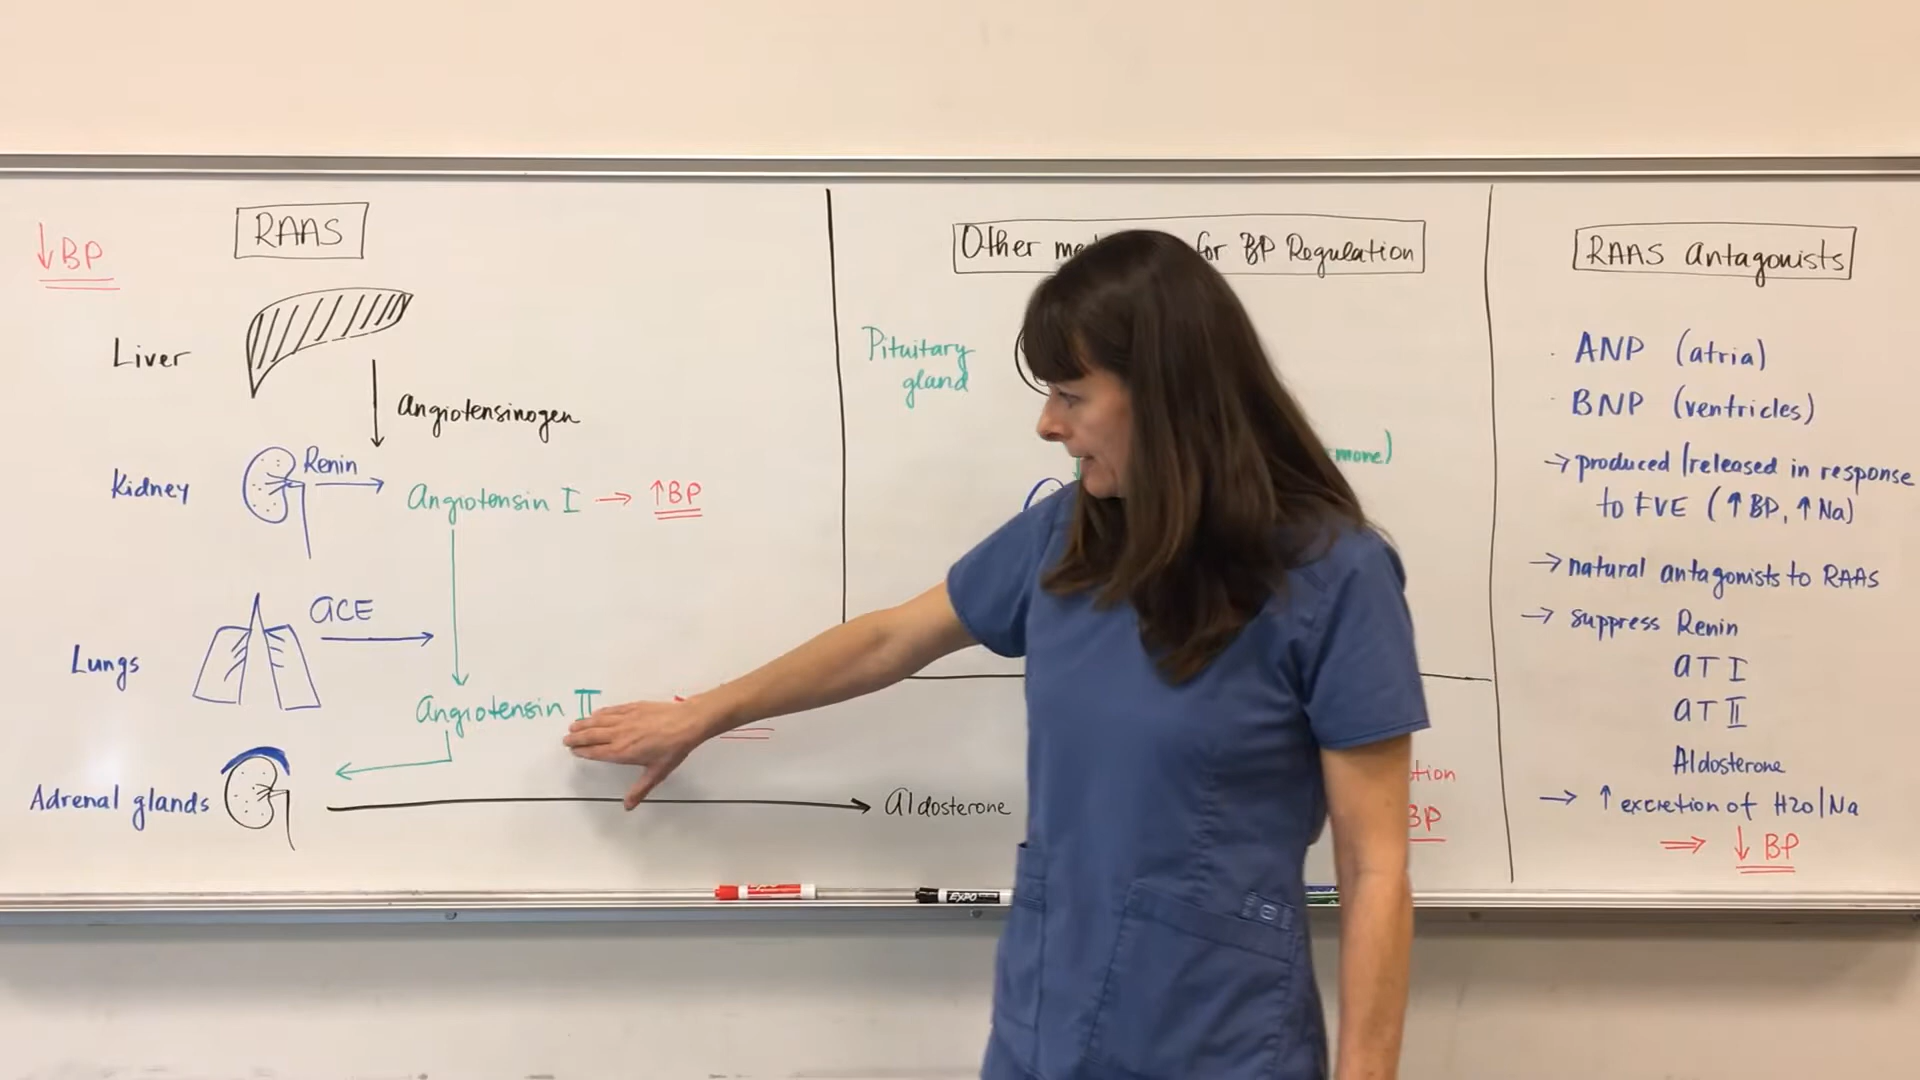 ↓BP
RAAS
Liver
Angiotensinogen
Kidney
Renin
Angiotensin I → ↑BP
ACE
Lungs
Angiotensin II
Adrenal glands
Aldosterone
Other for BP Regulation
Pituitary
gland
mone)
tion
BP
RAAS Antagonists
· ANP (atria)
· BNP (ventricles)
→ produced/released in response
to FVE (↑BP, ↑Na)
→ natural antagonists to RAAS
→ suppress Renin
AT I
AT II
Aldosterone
→ ↑ excretion of H2O/Na
⇒ ↓ BP
EXPO